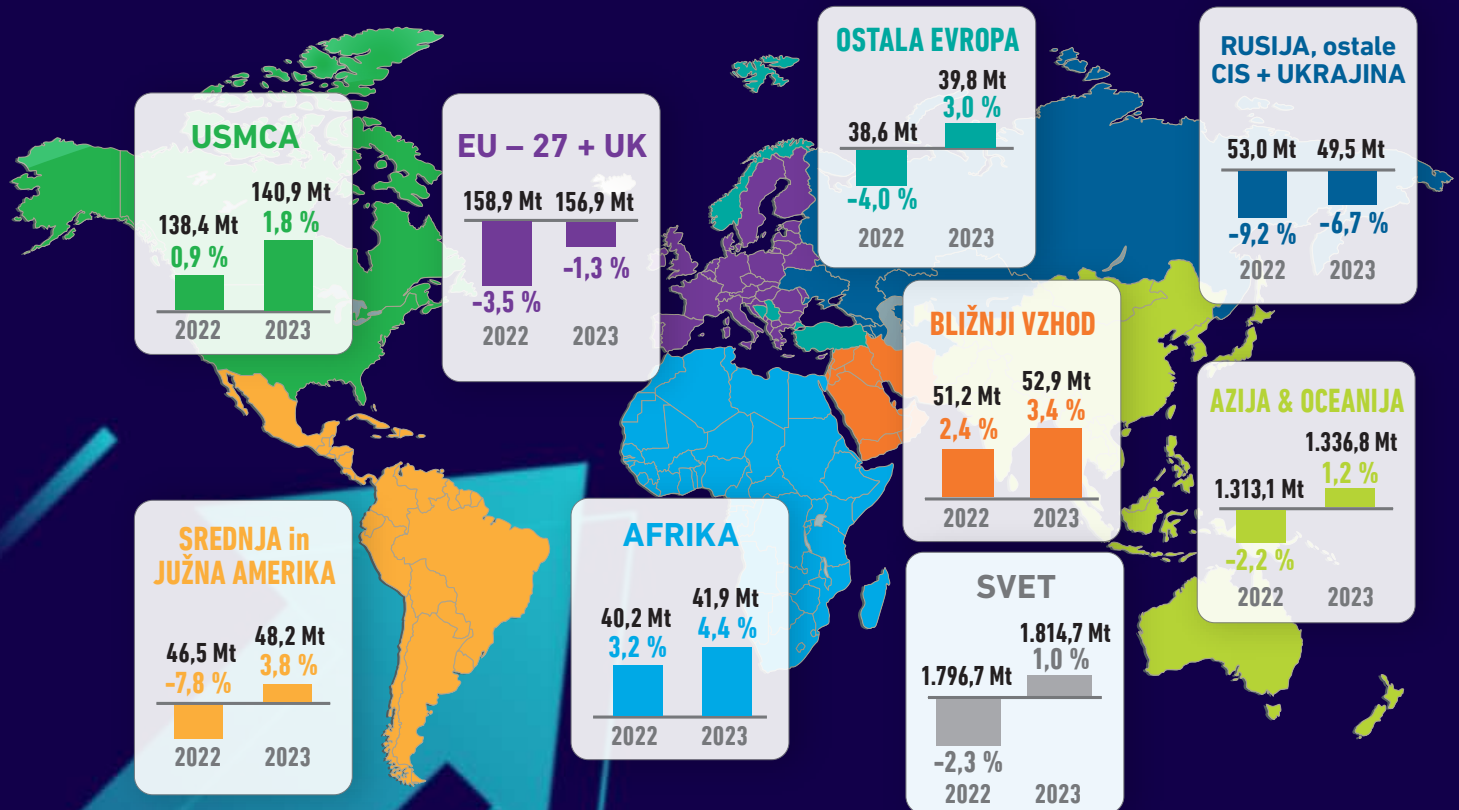 USMCA
140,9 Mt
138,4 Mt
1,8 %
0,9 %
2022 2023
EU – 27 + UK
158,9 Mt 156,9 Mt
-1,3 %
-3,5 %
2022 2023
OSTALA EVROPA
39,8 Mt
3,0 %
38,6 Mt
-4,0 %
2022 2023
RUSIJA, ostale
CIS + UKRAJINA
53,0 Mt 49,5 Mt
-9,2 % -6,7 %
2022 2023
BLIŽNJI VZHOD
52,9 Mt
51,2 Mt
3,4 %
2,4 %
2022 2023
AZIJA & OCEANIJA
1.336,8 Mt
1,2 %
1.313,1 Mt
-2,2 %
2022 2023
SREDNJA in
JUŽNA AMERIKA
48,2 Mt
46,5 Mt
3,8 %
-7,8 %
2022 2023
AFRIKA
41,9 Mt
40,2 Mt
4,4 %
3,2 %
2022 2023
SVET
1.814,7 Mt
1,0 %
1.796,7 Mt
-2,3 %
2022 2023